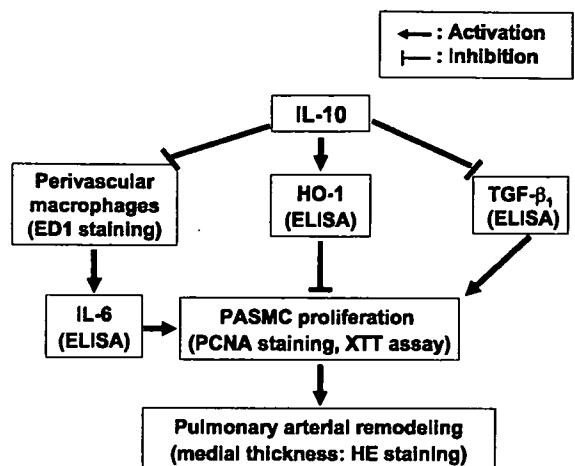 : Activation
: Inhibition
IL-10
Perivascular
macrophages
(ED1 staining)
HO-1
(ELISA)
TGF-β₁
(ELISA)
IL-6
(ELISA)
PASMC proliferation
(PCNA staining, XTT assay)
Pulmonary arterial remodeling
(medial thickness: HE staining)